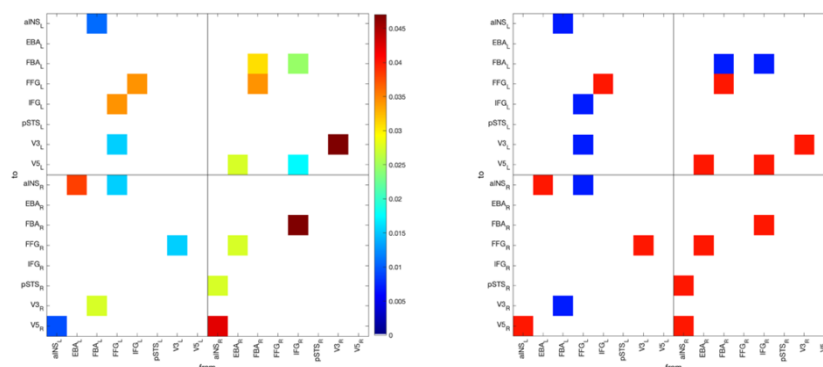 aINS_L
EBA_L
FBA_L
FFG_L
IFG_L
pSTS_L
V3_L
V5_L
aINS_R
EBA_R
FBA_R
FFG_R
IFG_R
pSTS_R
V3_R
V5_R
to
aINS_L EBA_L FBA_L FFG_L IFG_L pSTS_L V3_L V5_L aINS_R EBA_R FBA_R FFG_R IFG_R pSTS_R V3_R V5_R
from
0.045
0.04
0.035
0.03
0.025
0.02
0.015
0.01
0.005
0
aINS_L
EBA_L
FBA_L
FFG_L
IFG_L
pSTS_L
V3_L
V5_L
aINS_R
EBA_R
FBA_R
FFG_R
IFG_R
pSTS_R
V3_R
V5_R
to
aINS_L EBA_L FBA_L FFG_L IFG_L pSTS_L V3_L V5_L aINS_R EBA_R FBA_R FFG_R IFG_R pSTS_R V3_R
from